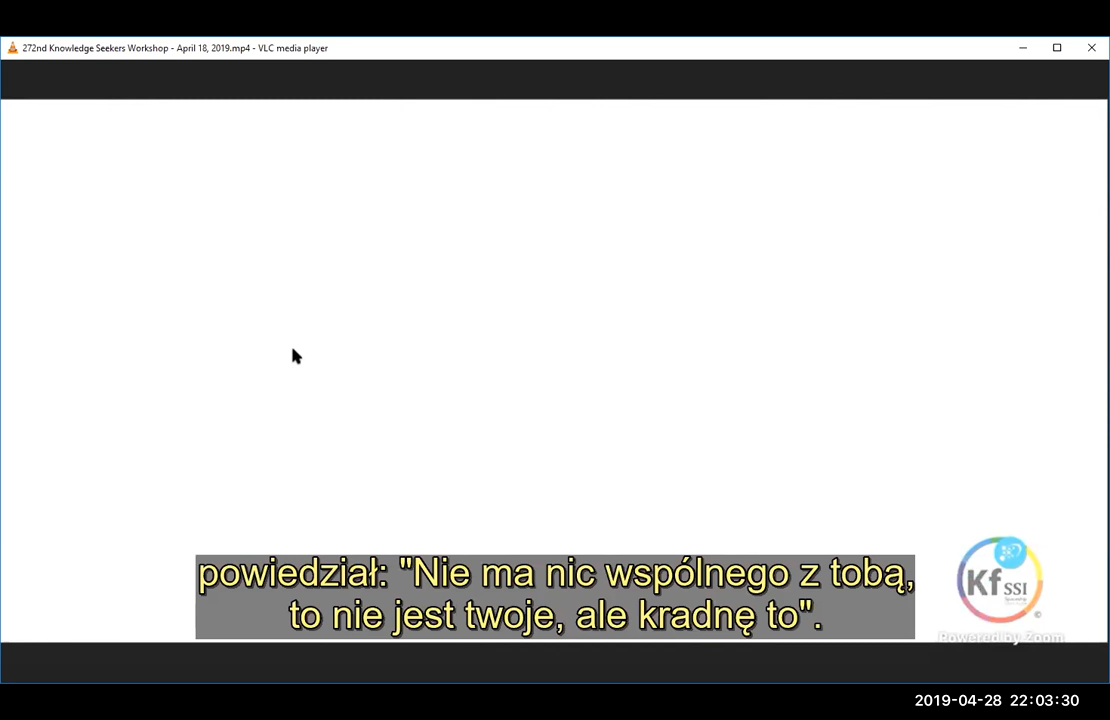 272nd Knowledge Seekers Workshop - April 18, 2019.mp4 - VLC media player
powiedział: "Nie ma nic wspólnego z tobą,
to nie jest twoje, ale kradnę to".
Kf SSI
©
Powered by Zoom
2019-04-28 22:03:30